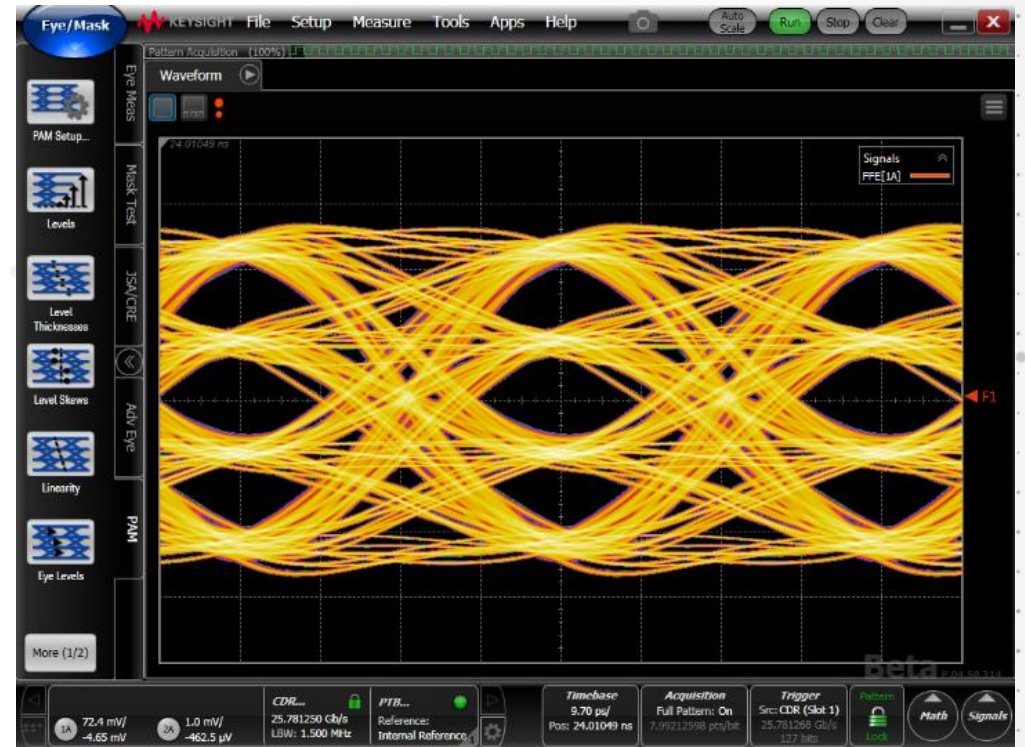 Eye/Mask
KEYSIGHT File Setup Measure Tools Apps Help
Auto Scale
Run
Stop
Clear
Pattern Acquisition (100%)
Waveform
PAM Setup...
Levels
Level
Thicknesses
Level Skews
Linearity
Eye Levels
More (1/2)
Eye Meas
Mask Test
JSA/CRE
Adv Eye
PAM
24.01049 ns
Signals
FFE[1A]
F1
Beta
1A
72.4 mV/
-4.65 mV
2A
1.0 mV/
-462.5 µV
CDR...
25.781250 Gb/s
LBW: 1.500 MHz
PTB...
Reference:
Internal Reference
Timebase
9.70 ps/
Pos: 24.01049 ns
Acquisition
Full Pattern: On
7.99212598 pts/bit
Trigger
Src: CDR (Slot 1)
25.781268 Gb/s
127 bits
Pattern
Lock
Math
Signals